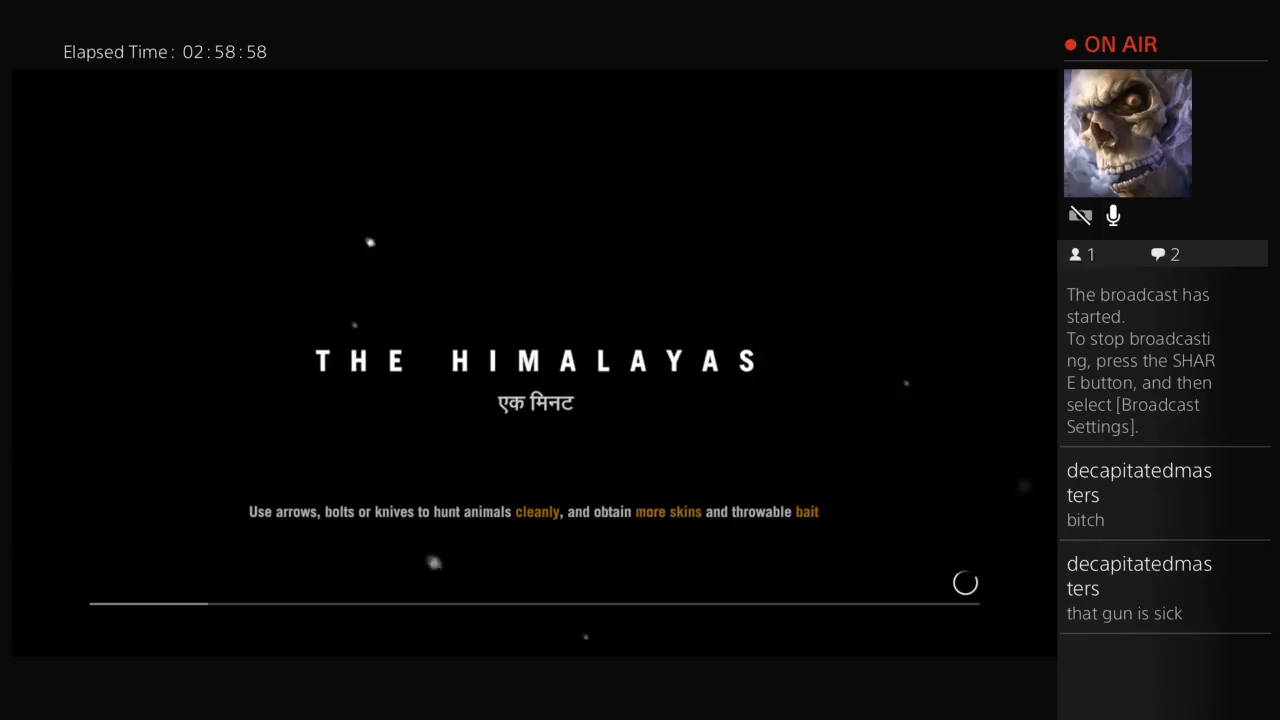 Elapsed Time: 02:58:58
ON AIR
THE HIMALAYAS
एक मिनट
Use arrows, bolts or knives to hunt animals cleanly, and obtain more skins and throwable bait
1
2
The broadcast has
started.
To stop broadcasti
ng, press the SHAR
E button, and then
select [Broadcast
Settings].
decapitatedmas
ters
bitch
decapitatedmas
ters
that gun is sick